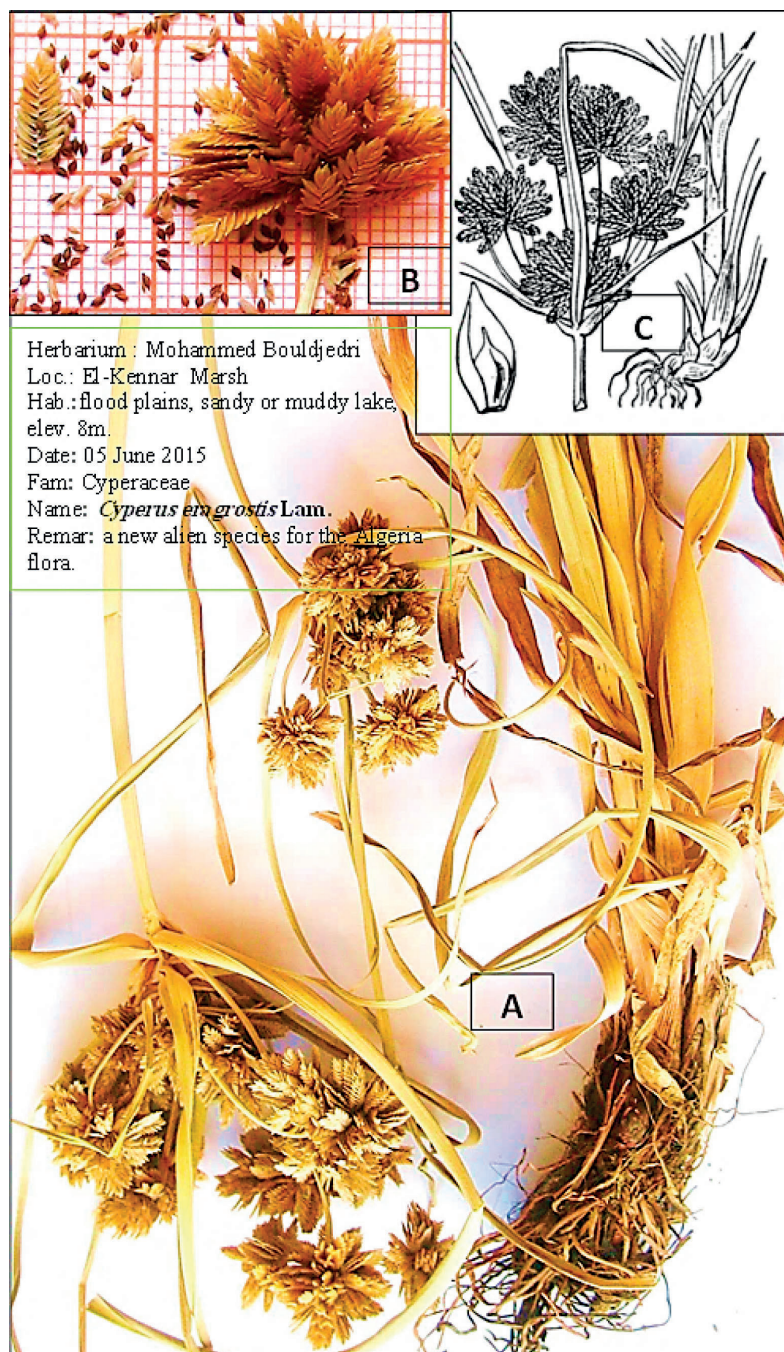 B
C
Herbarium : Mohammed Bouldjedri
Loc.: El-Kennar Marsh
Hab.:flood plains, sandy or muddy lake,
elev. 8m.
Date: 05 June 2015
Fam: Cyperaceae
Name: Cyperus eragrostis Lam.
Remar: a new alien species for the Algeria
flora.
A